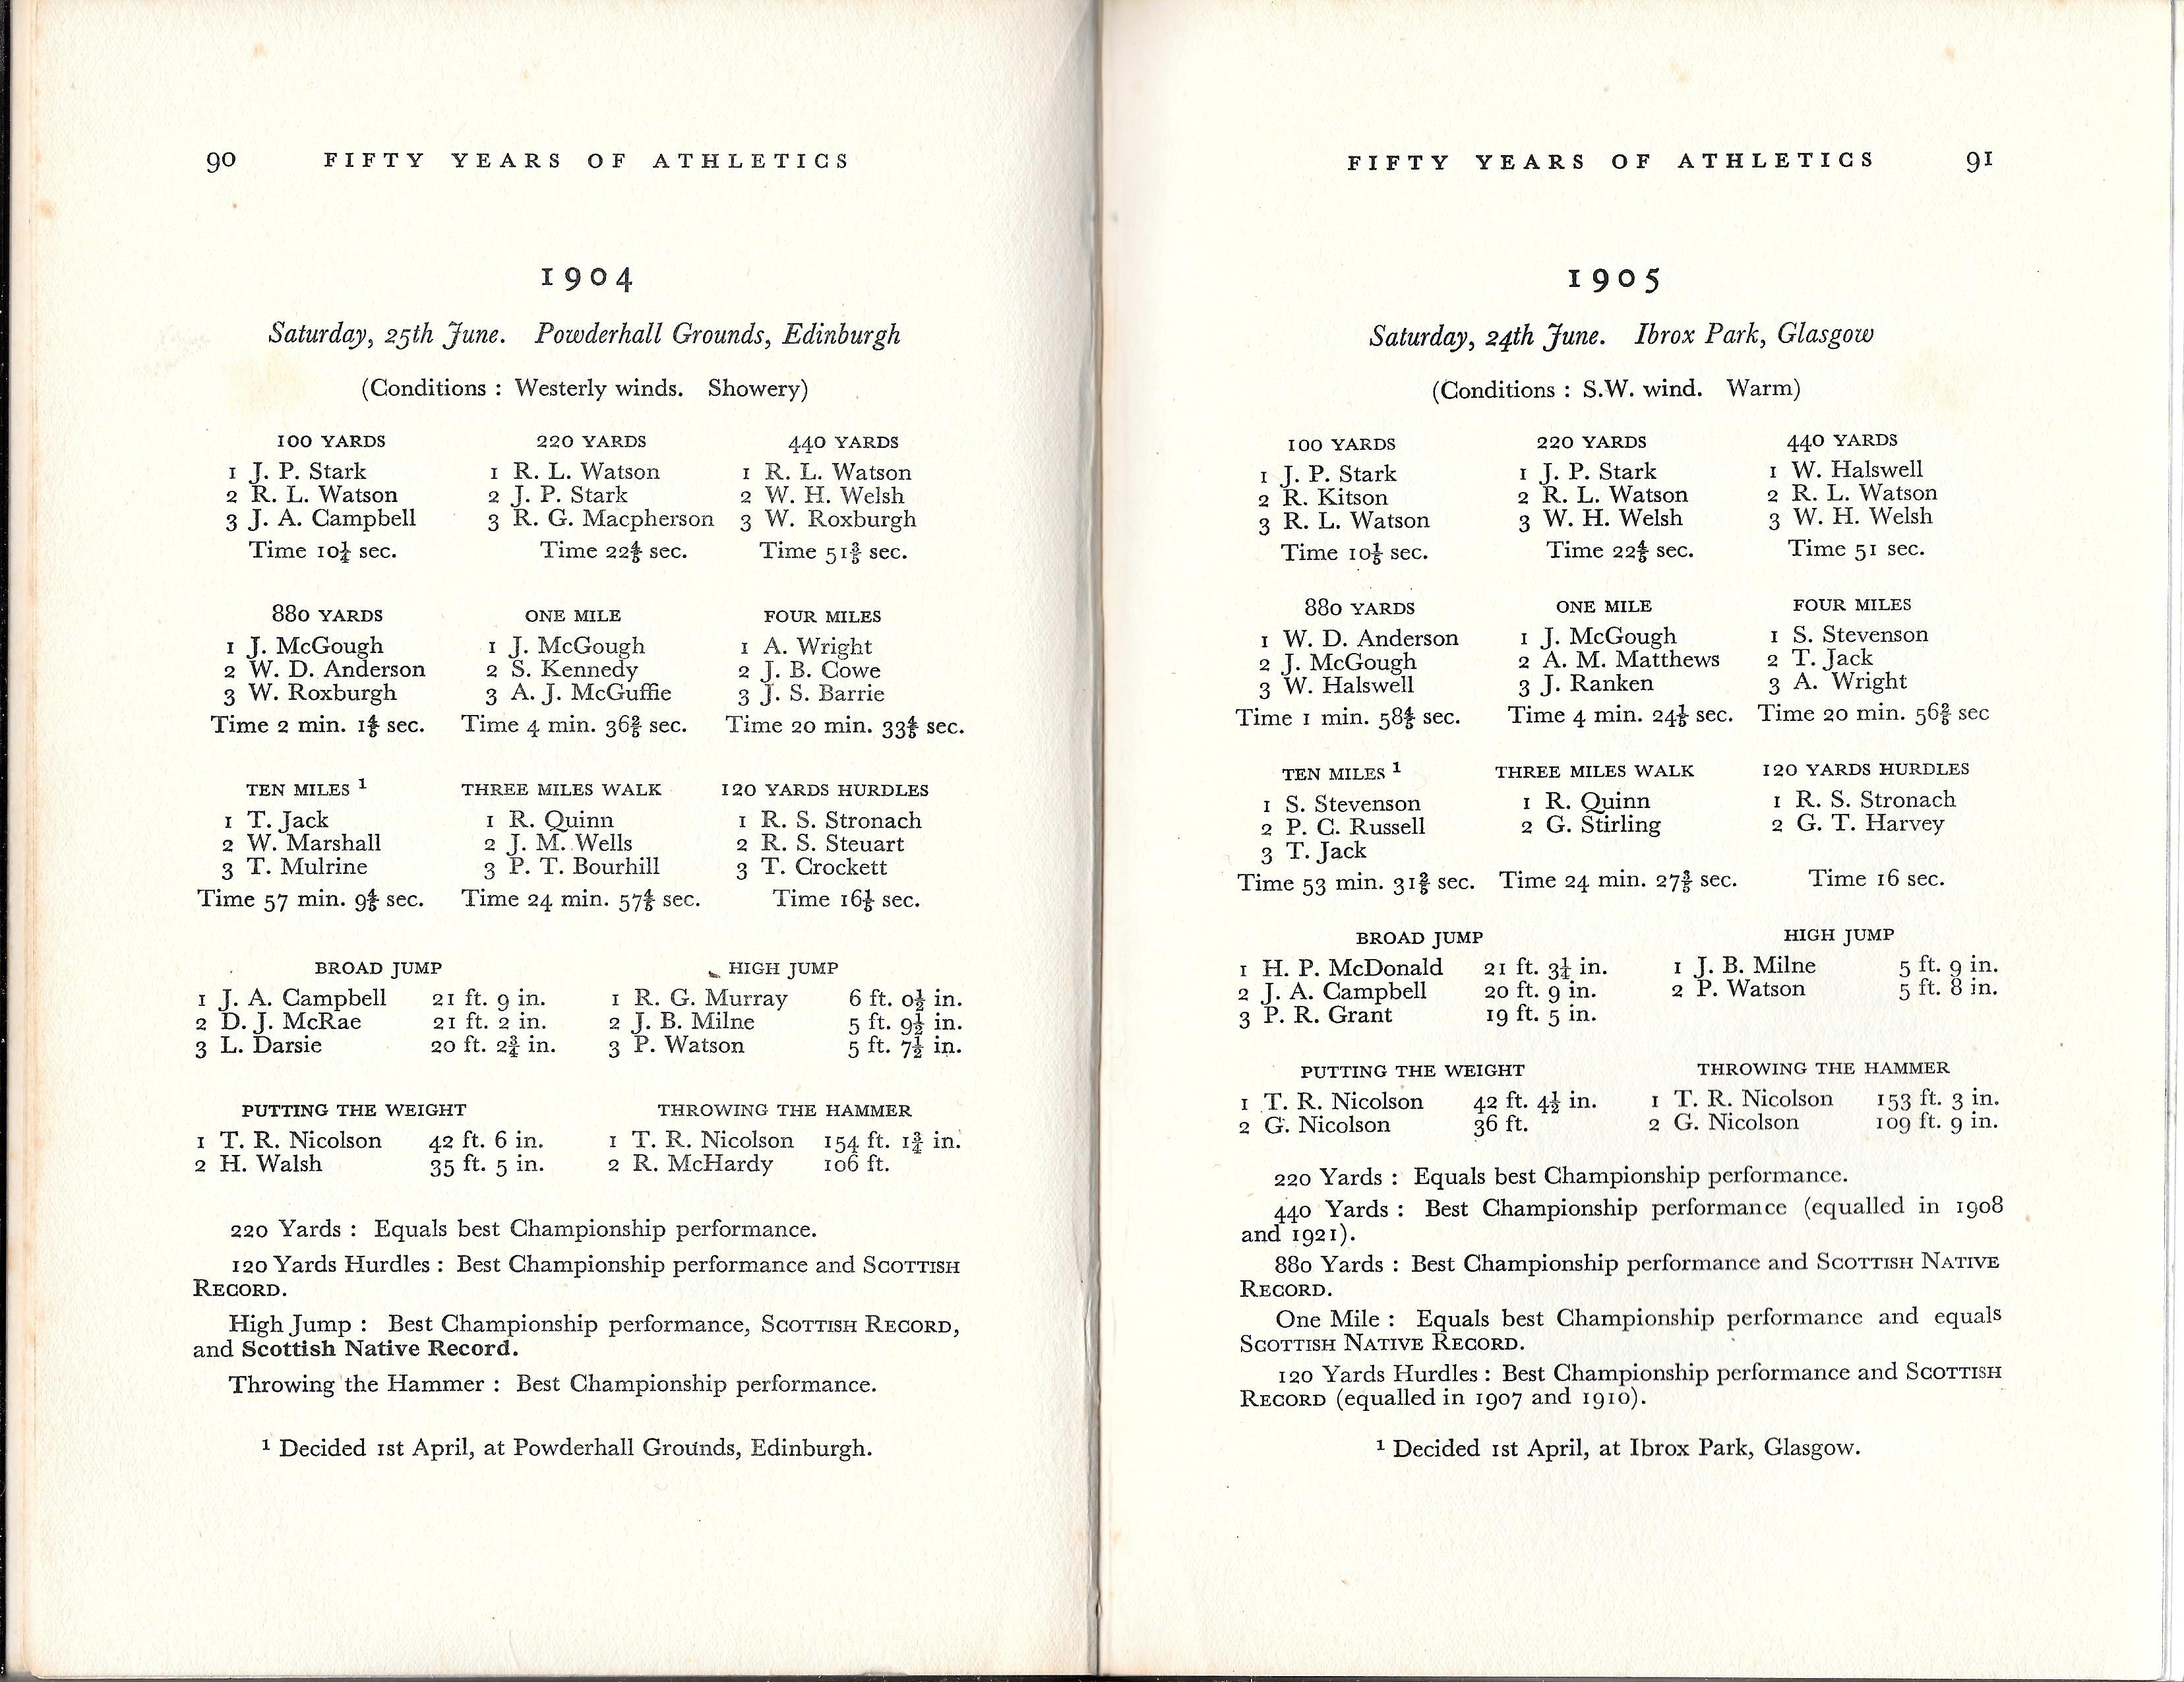 90 FIFTY YEARS OF ATHLETICS
1904
Saturday, 25th June. Powderhall Grounds, Edinburgh
(Conditions : Westerly winds. Showery)
100 YARDS 220 YARDS 440 YARDS
1 J. P. Stark 1 R. L. Watson 1 R. L. Watson
2 R. L. Watson 2 J. P. Stark 2 W. H. Welsh
3 J. A. Campbell 3 R. G. Macpherson 3 W. Roxburgh
Time 10½ sec. Time 22⅘ sec. Time 51⅗ sec.
880 YARDS ONE MILE FOUR MILES
1 J. McGough 1 J. McGough 1 A. Wright
2 W. D. Anderson 2 S. Kennedy 2 J. B. Cowe
3 W. Roxburgh 3 A. J. McGuffie 3 J. S. Barrie
Time 2 min. 1⅘ sec. Time 4 min. 36⅗ sec. Time 20 min. 33⅘ sec.
TEN MILES ¹ THREE MILES WALK 120 YARDS HURDLES
1 T. Jack 1 R. Quinn 1 R. S. Stronach
2 W. Marshall 2 J. M. Wells 2 R. S. Steuart
3 T. Mulrine 3 P. T. Bourhill 3 T. Crockett
Time 57 min. 9⅘ sec. Time 24 min. 57⅘ sec. Time 16⅕ sec.
BROAD JUMP HIGH JUMP
1 J. A. Campbell 21 ft. 9 in. 1 R. G. Murray 6 ft. 0½ in.
2 D. J. McRae 21 ft. 2 in. 2 J. B. Milne 5 ft. 9½ in.
3 L. Darsie 20 ft. 2¾ in. 3 P. Watson 5 ft. 7½ in.
PUTTING THE WEIGHT THROWING THE HAMMER
1 T. R. Nicolson 42 ft. 6 in. 1 T. R. Nicolson 154 ft. 1¾ in.
2 H. Walsh 35 ft. 5 in. 2 R. McHardy 106 ft.
220 Yards : Equals best Championship performance.
120 Yards Hurdles : Best Championship performance and SCOTTISH
RECORD.
High Jump : Best Championship performance, SCOTTISH RECORD,
and Scottish Native Record.
Throwing the Hammer : Best Championship performance.
¹ Decided 1st April, at Powderhall Grounds, Edinburgh.
FIFTY YEARS OF ATHLETICS 91
1905
Saturday, 24th June. Ibrox Park, Glasgow
(Conditions : S.W. wind. Warm)
100 YARDS 220 YARDS 440 YARDS
1 J. P. Stark 1 J. P. Stark 1 W. Halswell
2 R. Kitson 2 R. L. Watson 2 R. L. Watson
3 R. L. Watson 3 W. H. Welsh 3 W. H. Welsh
Time 10⅕ sec. Time 22⅘ sec. Time 51 sec.
880 YARDS ONE MILE FOUR MILES
1 W. D. Anderson 1 J. McGough 1 S. Stevenson
2 J. McGough 2 A. M. Matthews 2 T. Jack
3 W. Halswell 3 J. Ranken 3 A. Wright
Time 1 min. 58⅘ sec. Time 4 min. 24⅕ sec. Time 20 min. 56⅗ sec
TEN MILES ¹ THREE MILES WALK 120 YARDS HURDLES
1 S. Stevenson 1 R. Quinn 1 R. S. Stronach
2 P. C. Russell 2 G. Stirling 2 G. T. Harvey
3 T. Jack
Time 53 min. 31⅗ sec. Time 24 min. 27⅗ sec. Time 16 sec.
BROAD JUMP HIGH JUMP
1 H. P. McDonald 21 ft. 3½ in. 1 J. B. Milne 5 ft. 9 in.
2 J. A. Campbell 20 ft. 9 in. 2 P. Watson 5 ft. 8 in.
3 P. R. Grant 19 ft. 5 in.
PUTTING THE WEIGHT THROWING THE HAMMER
1 T. R. Nicolson 42 ft. 4½ in. 1 T. R. Nicolson 153 ft. 3 in.
2 G. Nicolson 36 ft. 2 G. Nicolson 109 ft. 9 in.
220 Yards : Equals best Championship performance.
440 Yards : Best Championship performance (equalled in 1908
and 1921).
880 Yards : Best Championship performance and SCOTTISH NATIVE
RECORD.
One Mile : Equals best Championship performance and equals
SCOTTISH NATIVE RECORD.
120 Yards Hurdles : Best Championship performance and SCOTTISH
RECORD (equalled in 1907 and 1910).
¹ Decided 1st April, at Ibrox Park, Glasgow.